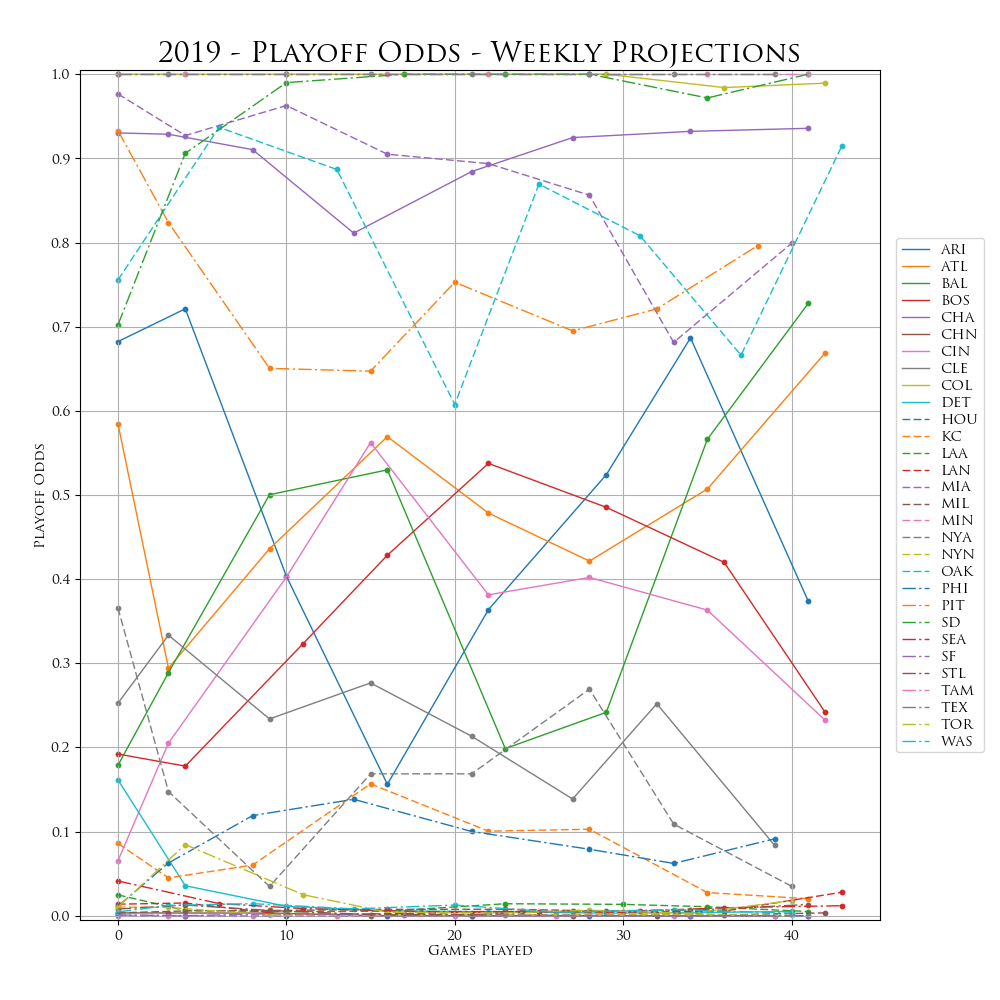 2019 - Playoff Odds - Weekly Projections
1.0
0.9
0.8
0.7
0.6
0.5
0.4
0.3
0.2
0.1
0.0
Playoff Odds
0 10 20 30 40
Games Played
ARI
ATL
BAL
BOS
CHA
CHN
CIN
CLE
COL
DET
HOU
KC
LAA
LAN
MIA
MIL
MIN
NYA
NYN
OAK
PHI
PIT
SD
SEA
SF
STL
TAM
TEX
TOR
WAS